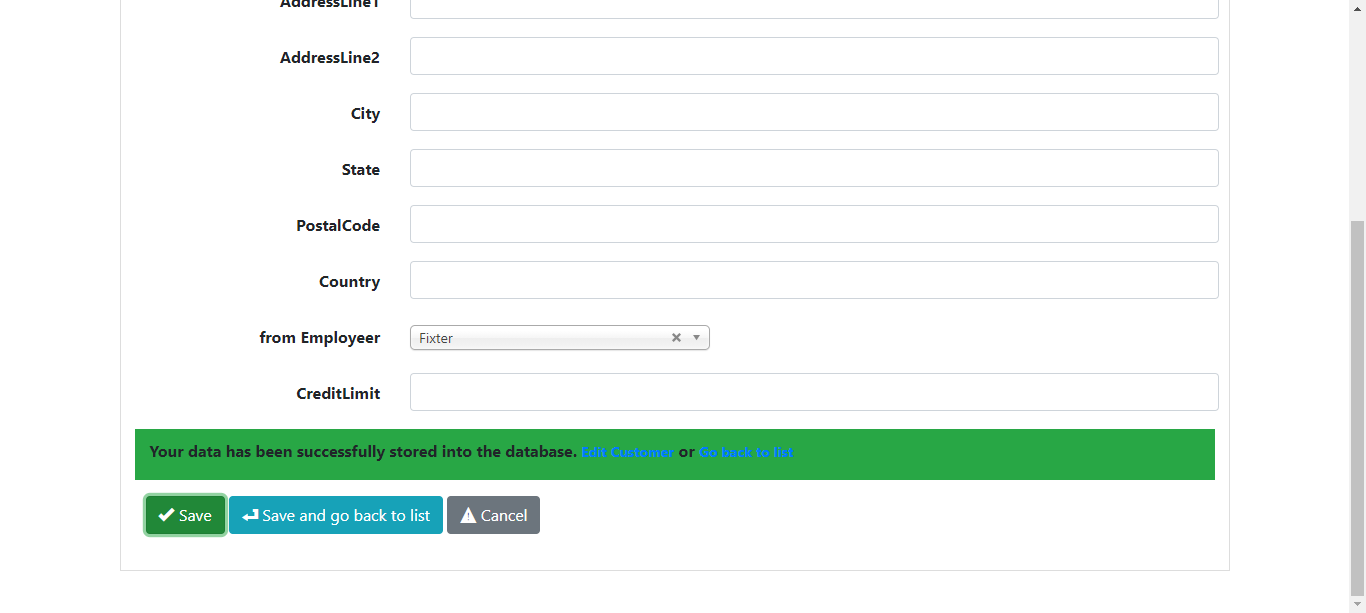 AddressLine1
AddressLine2
City
State
PostalCode
Country
from Employeer Fixter
CreditLimit
Your data has been successfully stored into the database. Edit Customer or Go back to list
Save Save and go back to list Cancel